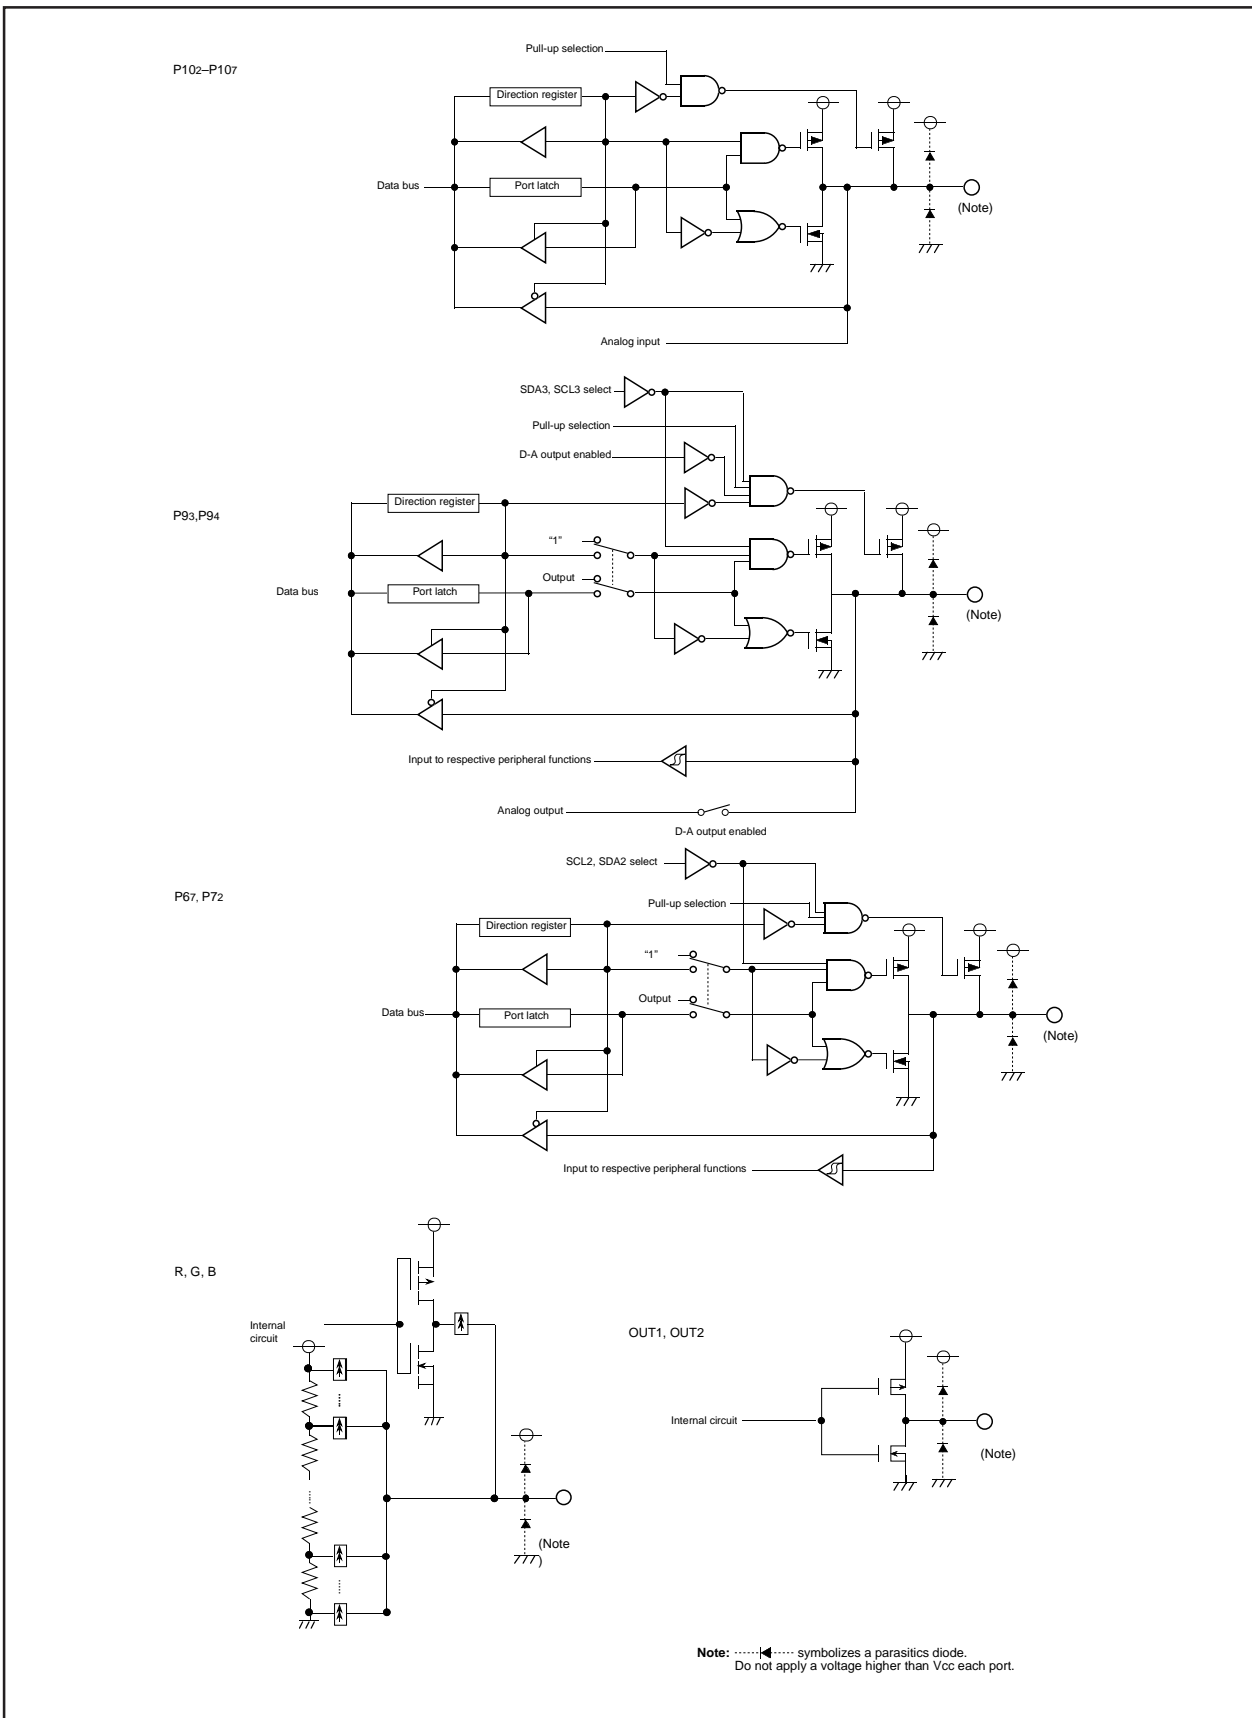 Pull-up selection
P102–P107
Direction register
Data bus
Port latch
(Note)
Analog input
SDA3, SCL3 select
Pull-up selection
D-A output enabled
P93,P94
Direction register
“1”
Output
Data bus
Port latch
(Note)
Input to respective peripheral functions
Analog output
D-A output enabled
SCL2, SDA2 select
P67, P72
Pull-up selection
Direction register
“1”
Output
Data bus
Port latch
(Note)
Input to respective peripheral functions
R, G, B
Internal
circuit
(Note
)
OUT1, OUT2
Internal circuit
(Note)
Note: symbolizes a parasitics diode.
Do not apply a voltage higher than Vcc each port.